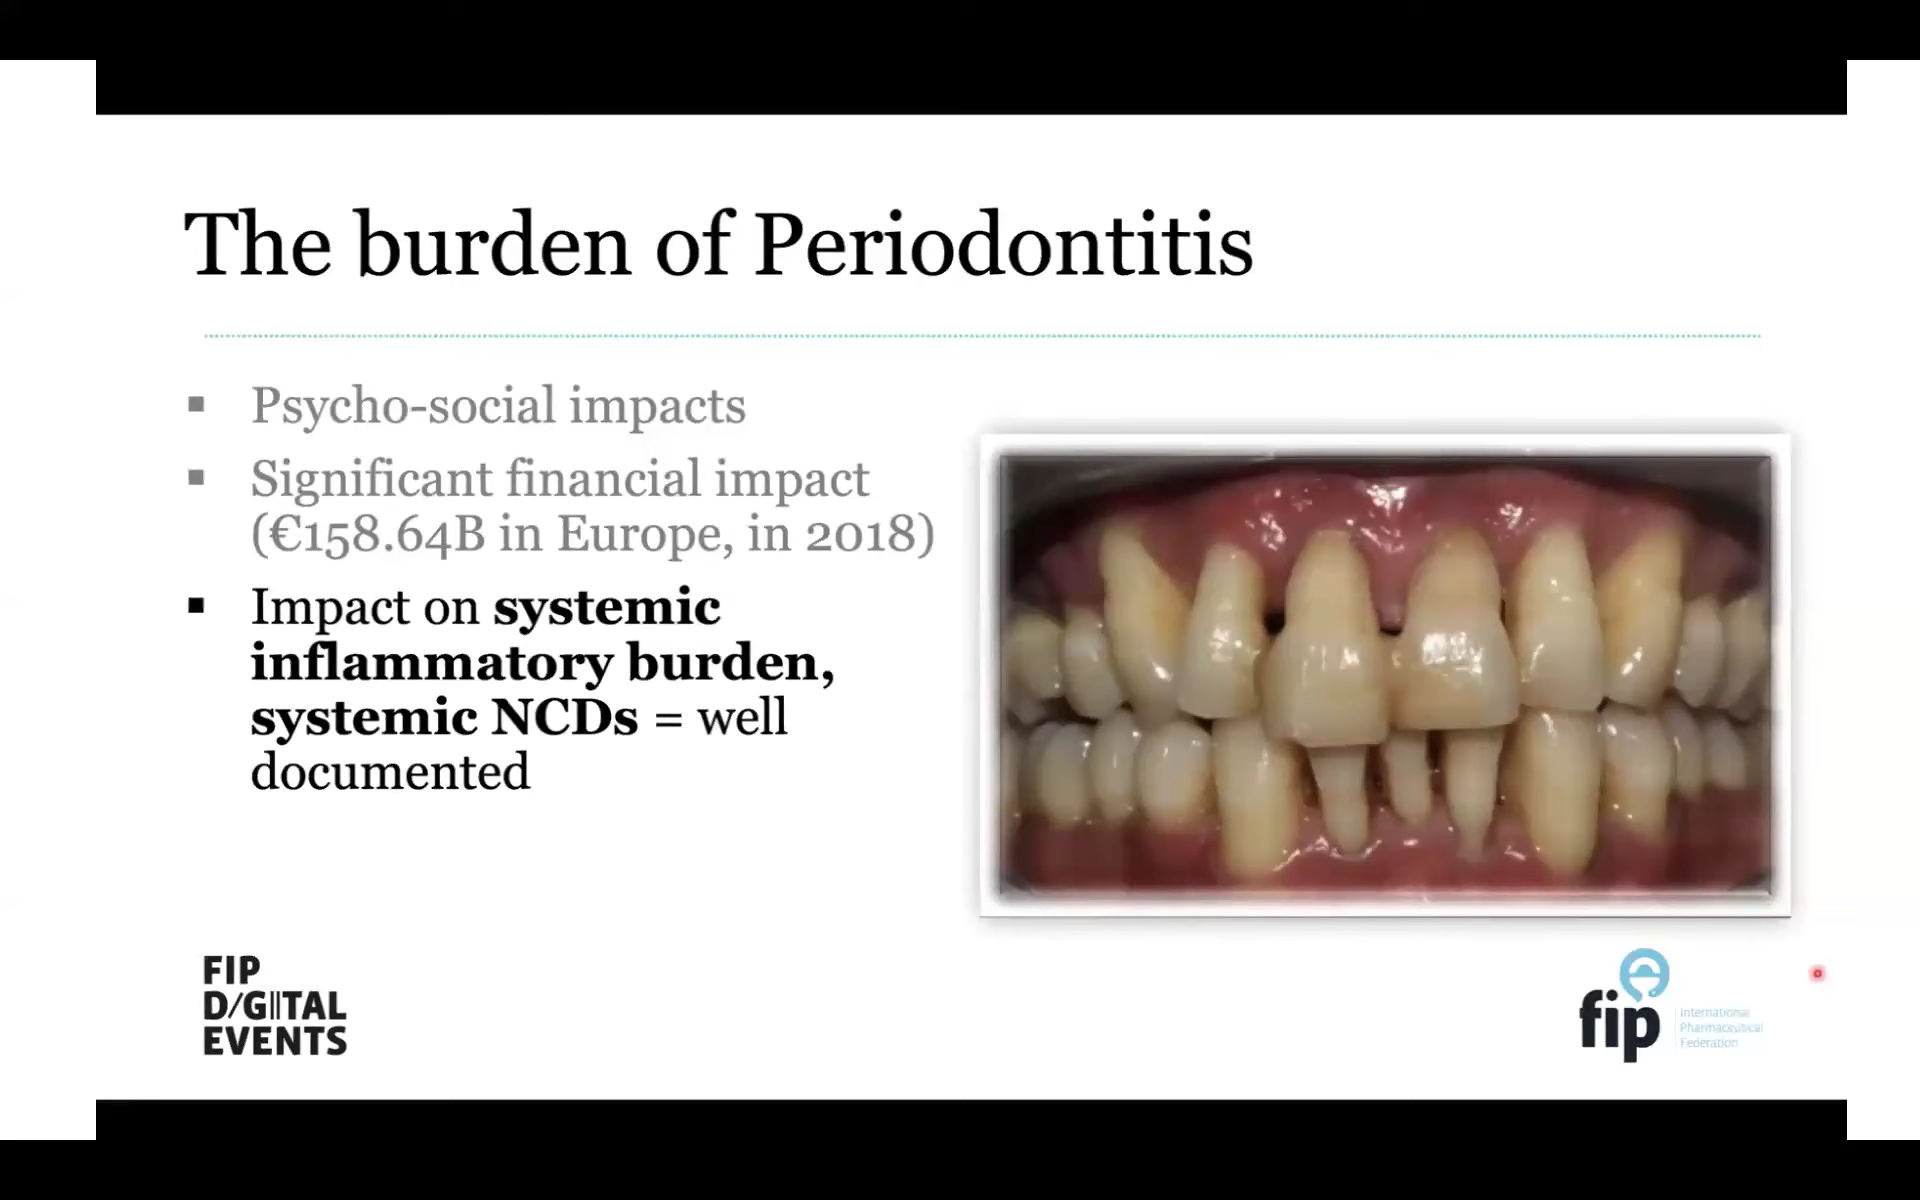 The burden of Periodontitis
▪ Psycho-social impacts
▪ Significant financial impact
(€158.64B in Europe, in 2018)
▪ Impact on systemic
inflammatory burden,
systemic NCDs = well
documented
FIP
D/GITAL
EVENTS
fip
International
Pharmaceutical
Federation